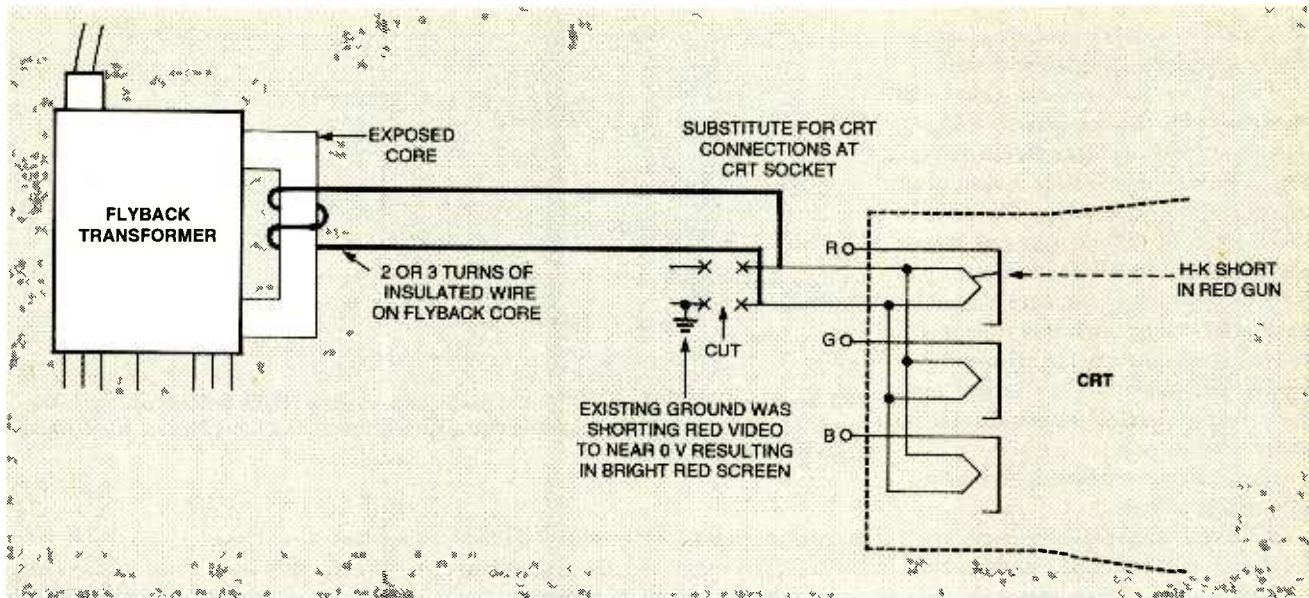 EXPOSED
CORE
SUBSTITUTE FOR CRT
CONNECTIONS AT
CRT SOCKET
FLYBACK
TRANSFORMER
2 OR 3 TURNS OF
INSULATED WIRE
ON FLYBACK CORE
R
H-K SHORT
IN RED GUN
CUT
G
CRT
EXISTING GROUND WAS
SHORTING RED VIDEO
TO NEAR 0 V RESULTING
IN BRIGHT RED SCREEN
B